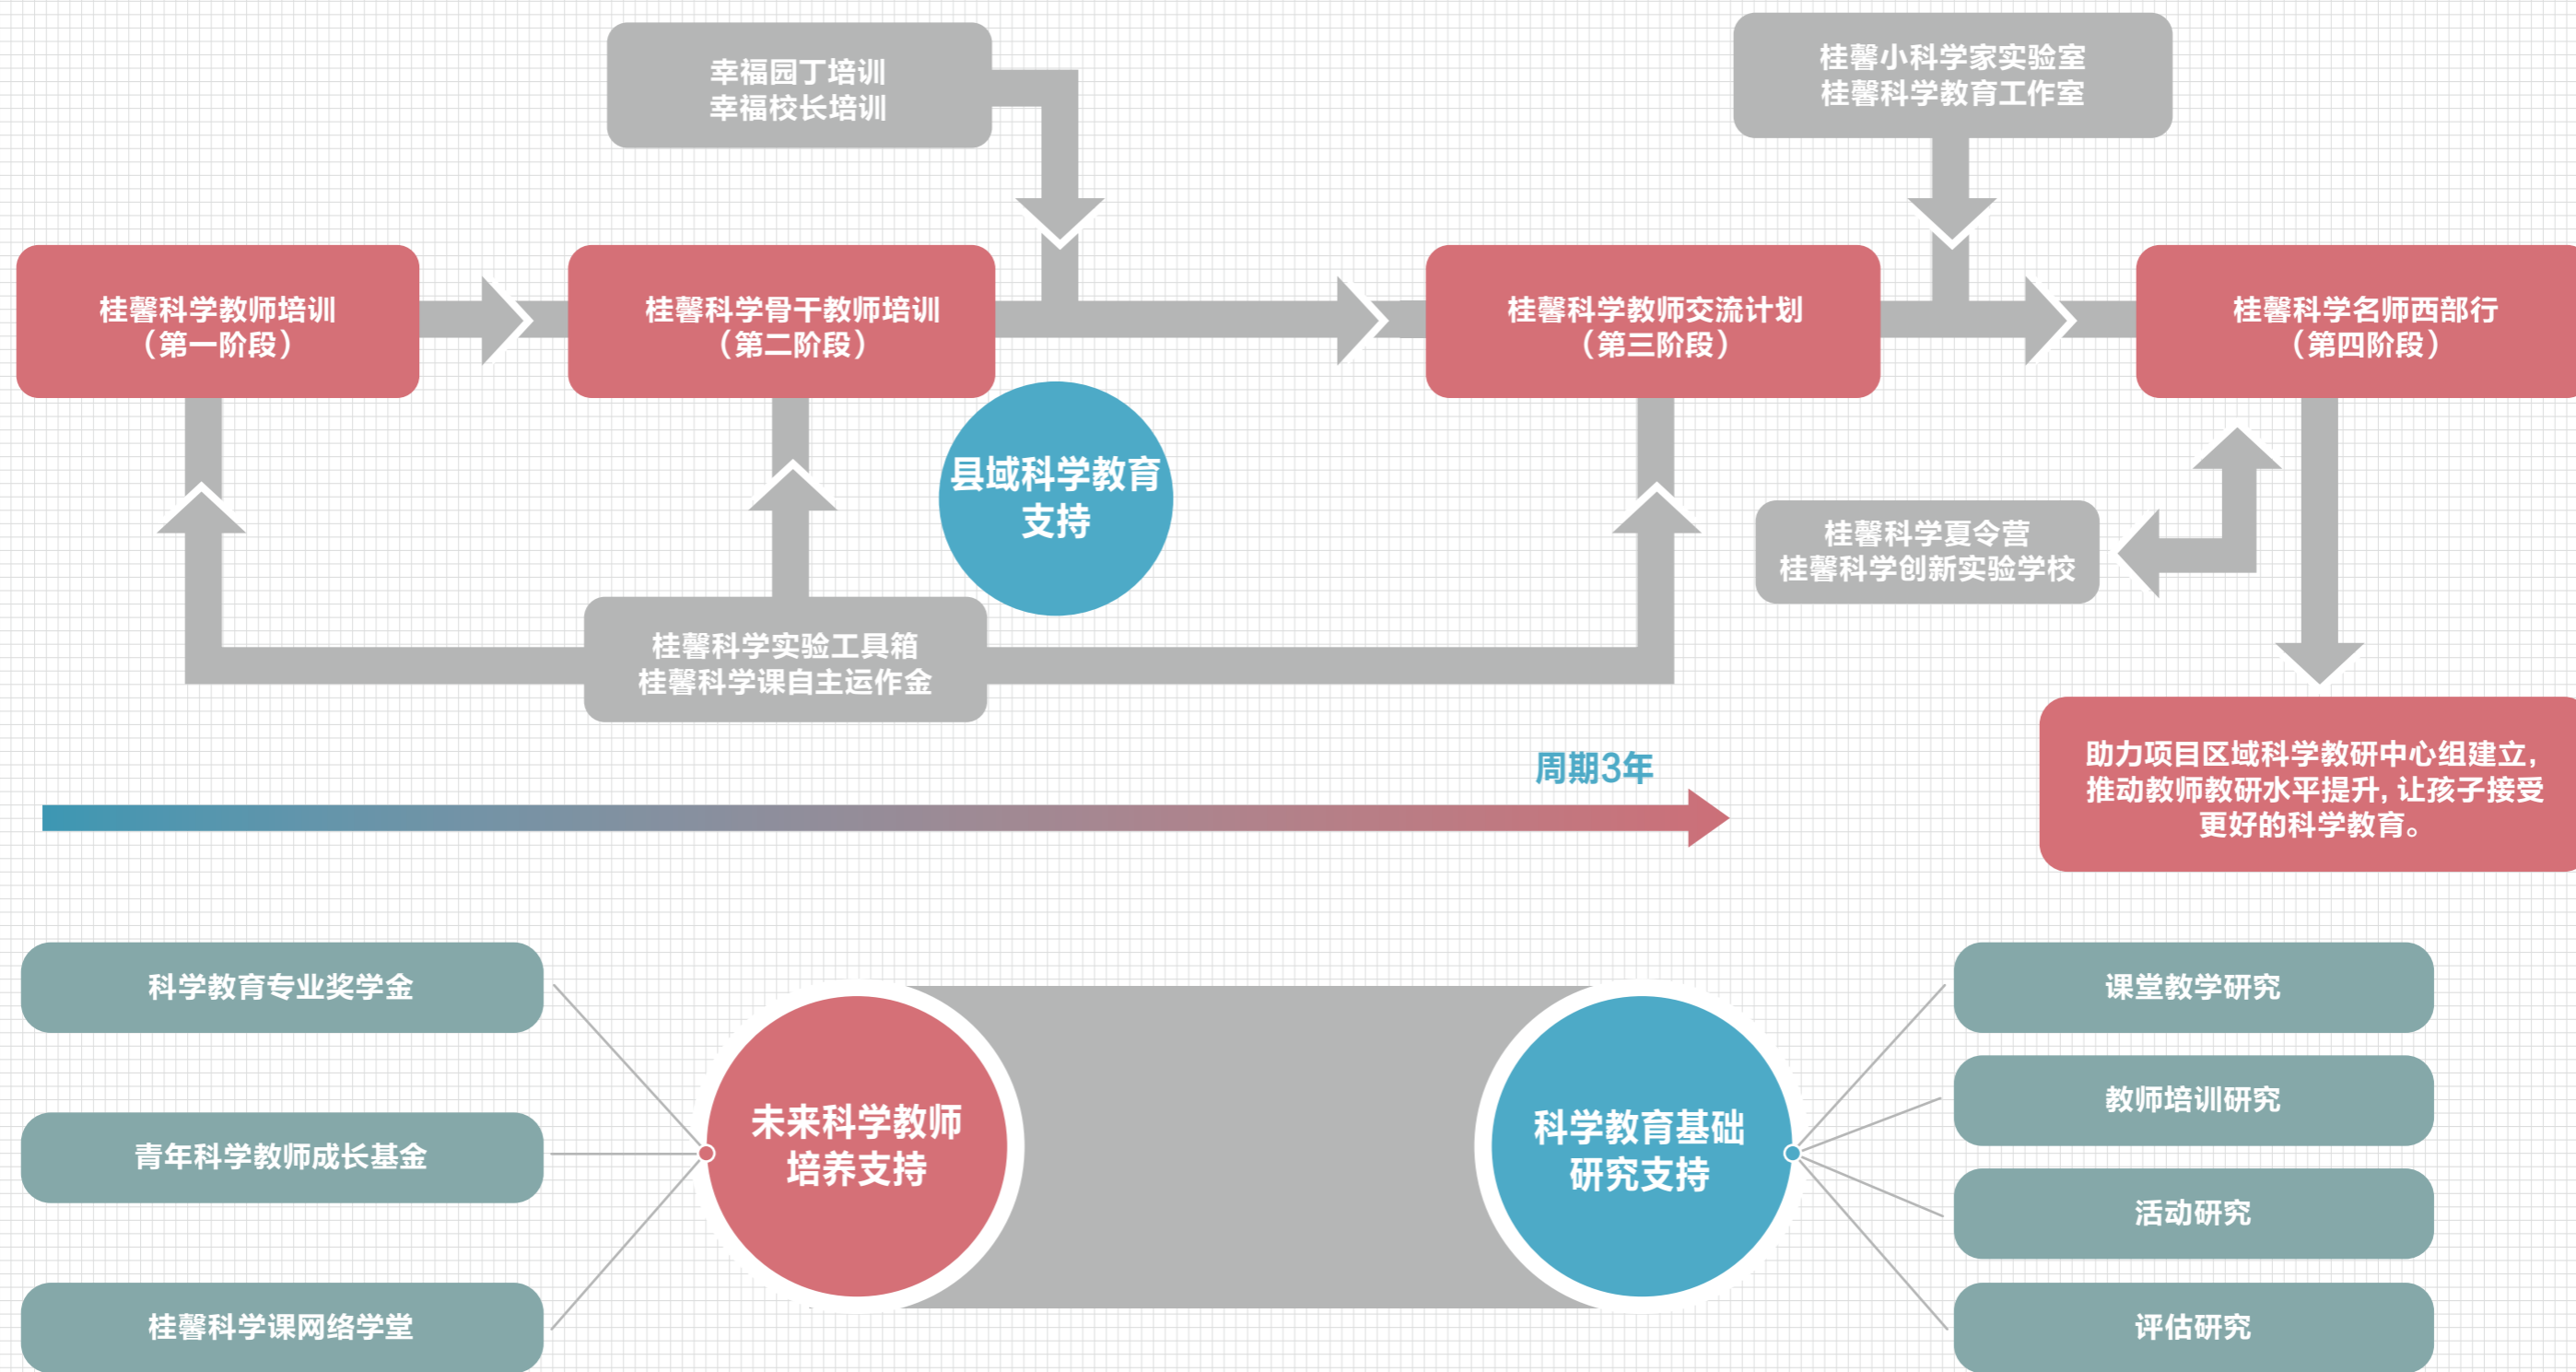 幸福园丁培训
幸福校长培训
桂馨小科学家实验室
桂馨科学教育工作室
桂馨科学教师培训
（第一阶段）
桂馨科学骨干教师培训
（第二阶段）
桂馨科学教师交流计划
（第三阶段）
桂馨科学名师西部行
（第四阶段）
县域科学教育
支持
桂馨科学夏令营
桂馨科学创新实验学校
桂馨科学实验工具箱
桂馨科学课自主运作金
周期3年
助力项目区域科学教研中心组建立，
推动教师教研水平提升，让孩子接受
更好的科学教育。
科学教育专业奖学金
青年科学教师成长基金
桂馨科学课网络学堂
未来科学教师
培养支持
科学教育基础
研究支持
课堂教学研究
教师培训研究
活动研究
评估研究